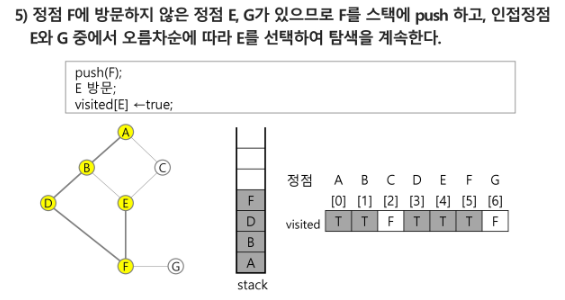 5) 정점 F에 방문하지 않은 정점 E, G가 있으므로 F를 스택에 push 하고, 인접정점
E와 G 중에서 오름차순에 따라 E를 선택하여 탐색을 계속한다.
push(F);
E 방문;
visited[E] ←true;
A
B
C
D
E
F
G
F
D
B
A
stack
정점 A B C D E F G
[0] [1] [2] [3] [4] [5] [6]
visited T T F T T T F